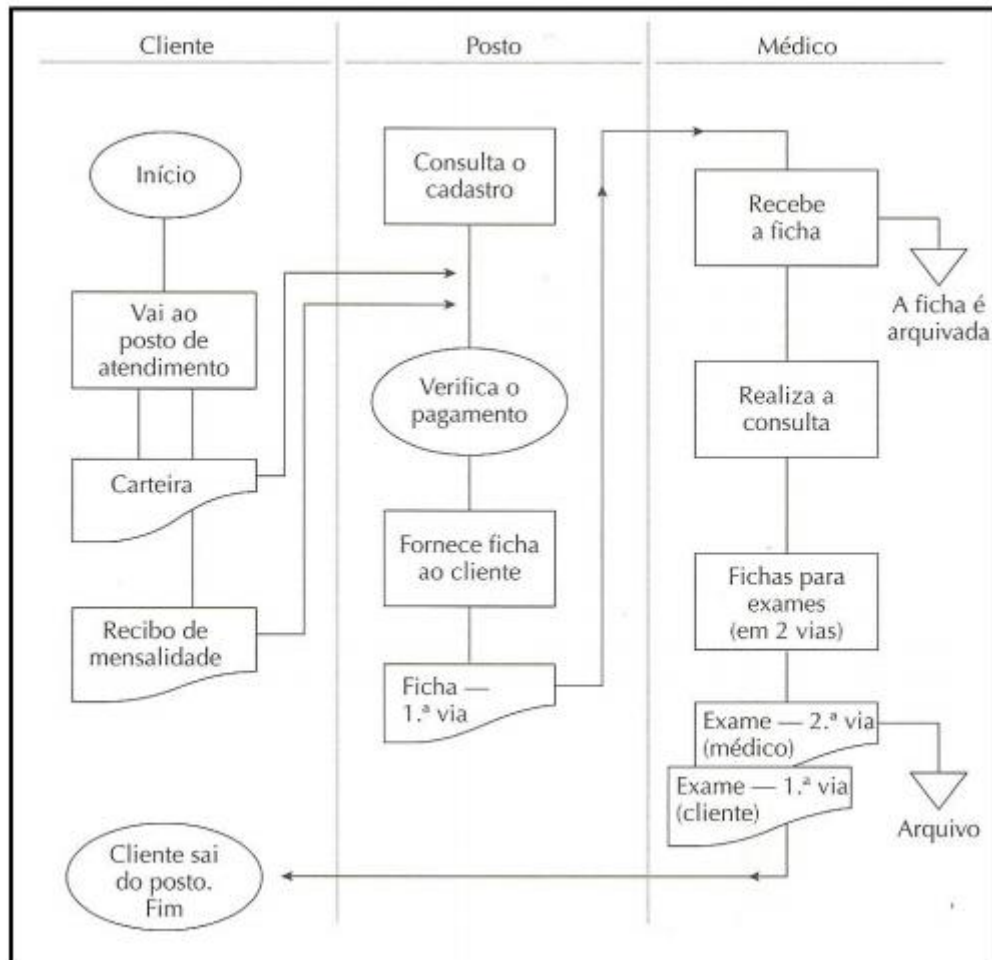 Cliente
Posto
Médico
Início
Vai ao
posto de
atendimento
Carteira
Recibo de
mensalidade
Cliente sai
do posto.
Fim
Consulta o
cadastro
Verifica o
pagamento
Fornece ficha
ao cliente
Ficha —
1.ª via
Recebe
a ficha
A ficha é
arquivada
Realiza a
consulta
Fichas para
exames
(em 2 vias)
Exame — 2.ª via
(médico)
Exame — 1.ª via
(cliente)
Arquivo